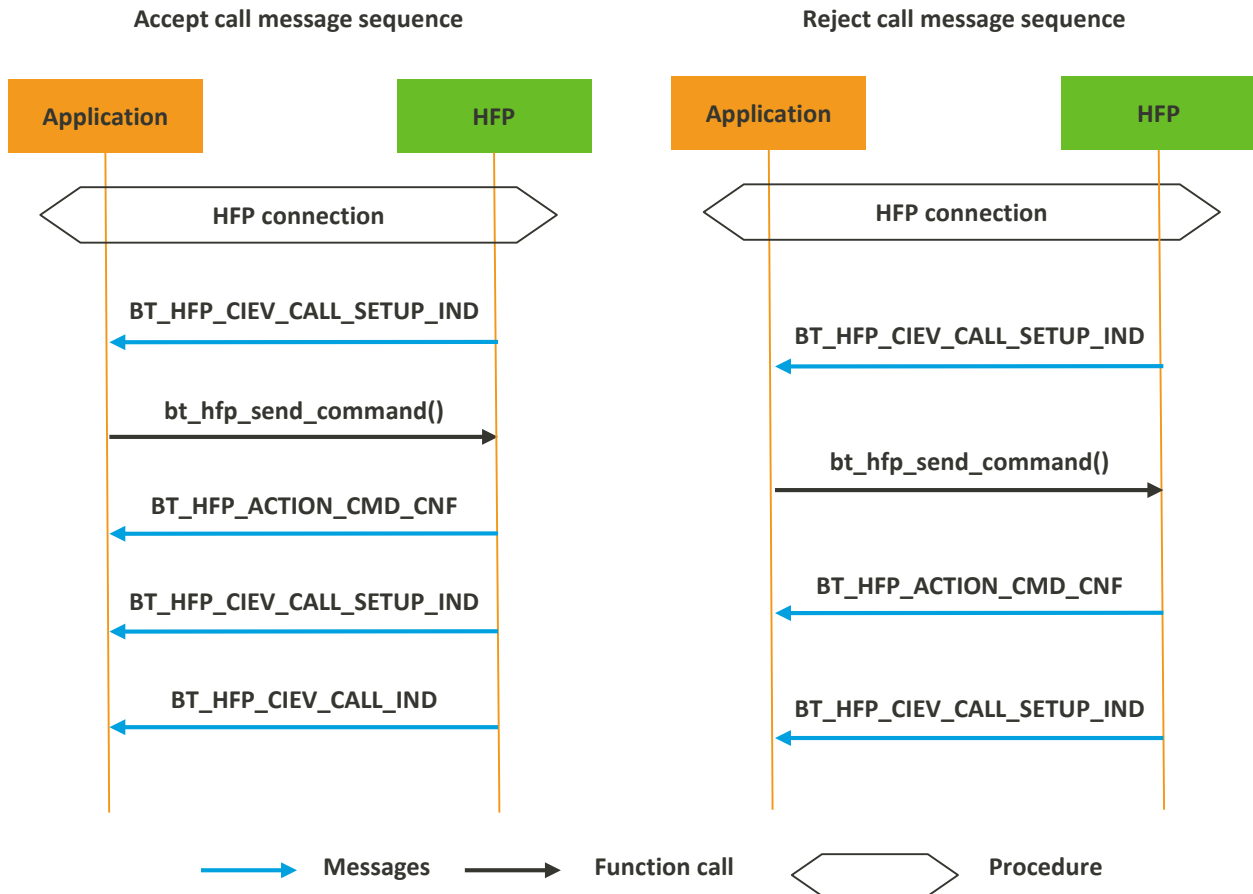 Accept call message sequence
Application
HFP
HFP connection
BT_HFP_CIEV_CALL_SETUP_IND
bt_hfp_send_command()
BT_HFP_ACTION_CMD_CNF
BT_HFP_CIEV_CALL_SETUP_IND
BT_HFP_CIEV_CALL_IND
Reject call message sequence
Application
HFP
HFP connection
BT_HFP_CIEV_CALL_SETUP_IND
bt_hfp_send_command()
BT_HFP_ACTION_CMD_CNF
BT_HFP_CIEV_CALL_SETUP_IND
Messages
Function call
Procedure